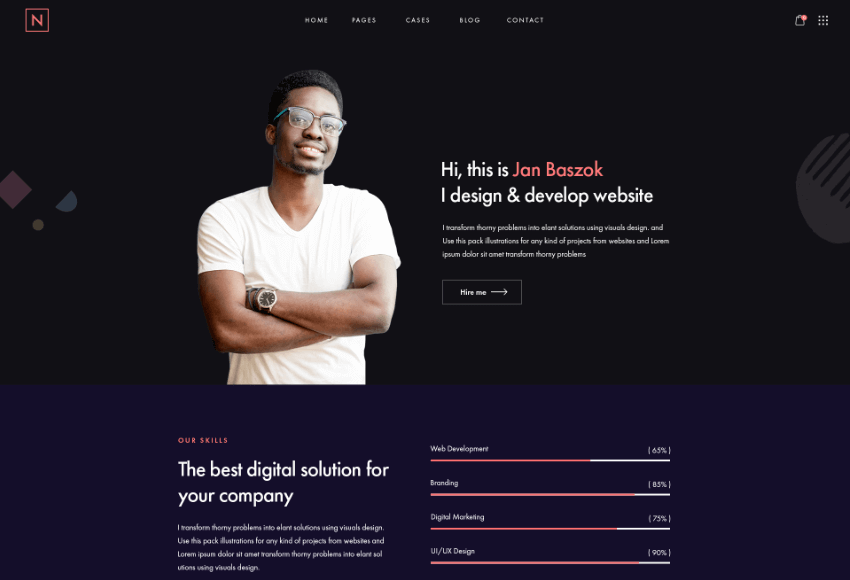 N
HOME PAGES CASES BLOG CONTACT
Hi, this is Jan Baszok
I design & develop website
I transform thorny problems into elant solutions using visuals design. and
Use this pack illustrations for any kind of projects from websites and Lorem
ipsum dolor sit amet transform thorny problems
Hire me
OUR SKILLS
The best digital solution for
your company
I transform thorny problems into elant solutions using visuals design.
Use this pack illustrations for any kind of projects from websites and
Lorem ipsum dolor sit amet transform thorny problems into elant sol
utions using visuals design.
Web Development ( 65% )
Branding ( 85% )
Digital Marketing ( 75% )
UI/UX Design ( 90% )